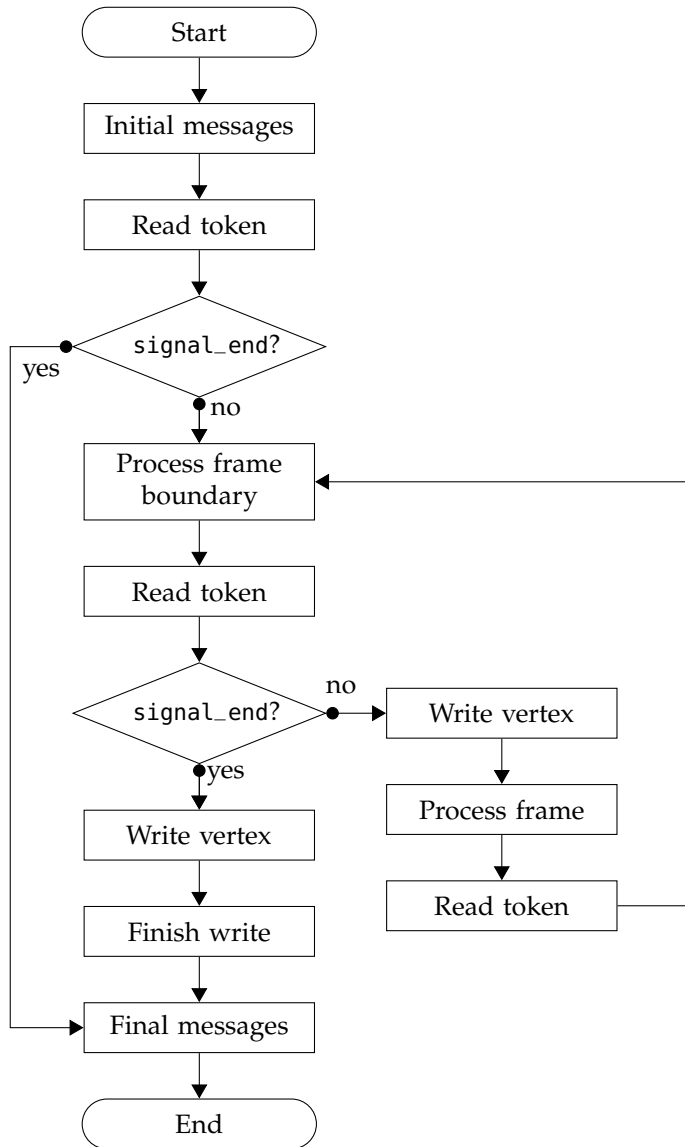 Start
Initial messages
Read token
signal_end?
yes
no
Process frame
boundary
Read token
signal_end?
no
Write vertex
yes
Process frame
Write vertex
Read token
Finish write
Final messages
End